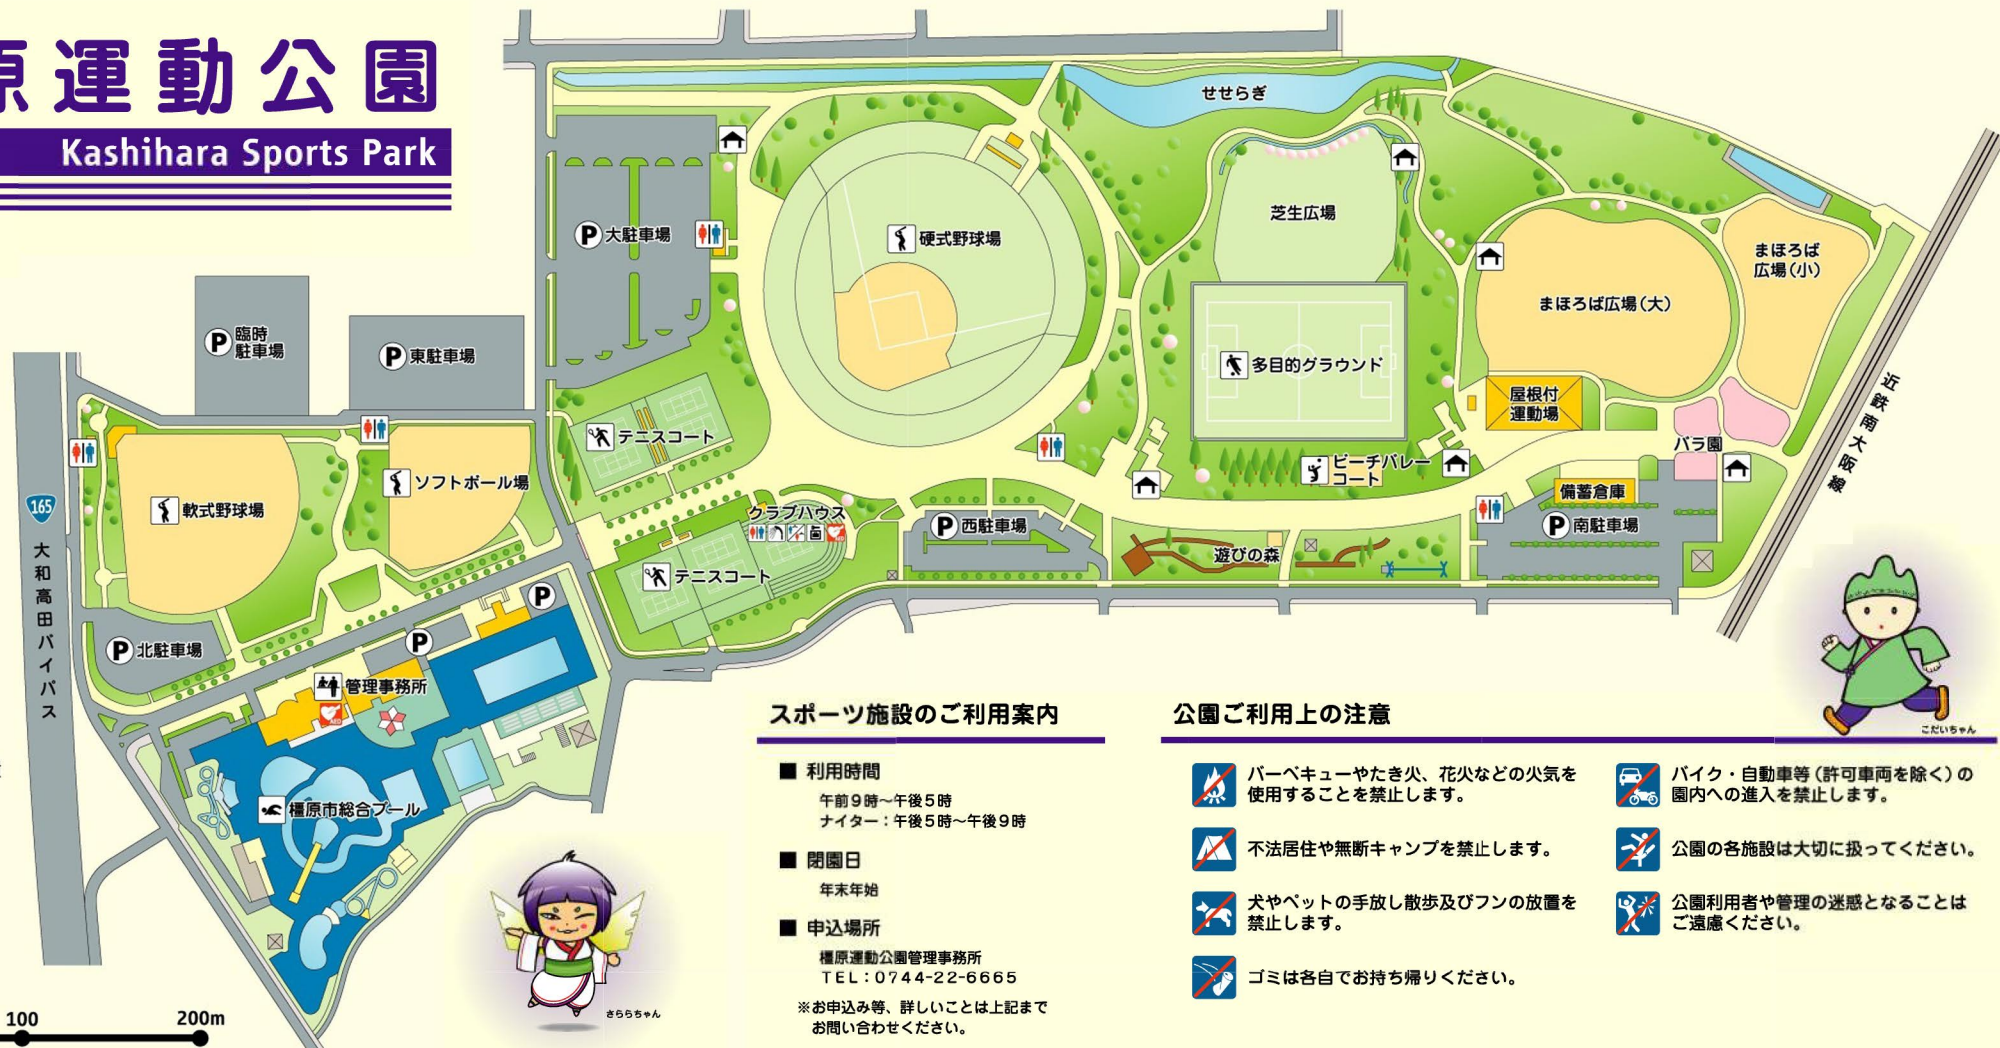 原運動公園
Kashihara Sports Park
せせらぎ
芝生広場
P 大駐車場
硬式野球場
まほろば
広場(小)
まほろば広場(大)
P 臨時
駐車場
P 東駐車場
多目的グラウンド
屋根付
運動場
近鉄南大阪線
テニスコート
バラ園
ビーチバレー
コート
ソフトボール場
軟式野球場
165
大和高田バイパス
クラブハウス
AED
P 西駐車場
備蓄倉庫
P 南駐車場
遊びの森
テニスコート
P
P
P 北駐車場
管理事務所
橿原市総合プール
こだいちゃん
さららちゃん
100
200m
スポーツ施設のご利用案内
■ 利用時間
午前9時～午後5時
ナイター：午後5時～午後9時
■ 閉園日
年末年始
■ 申込場所
橿原運動公園管理事務所
TEL：0744-22-6665
※お申込み等、詳しいことは上記まで
お問い合わせください。
公園ご利用上の注意
バーベキューやたき火、花火などの火気を
使用することを禁止します。
不法居住や無断キャンプを禁止します。
犬やペットの手放し散歩及びフンの放置を
禁止します。
ゴミは各自でお持ち帰りください。
バイク・自動車等(許可車両を除く)の
園内への進入を禁止します。
公園の各施設は大切に扱ってください。
公園利用者や管理の迷惑となることは
ご遠慮ください。